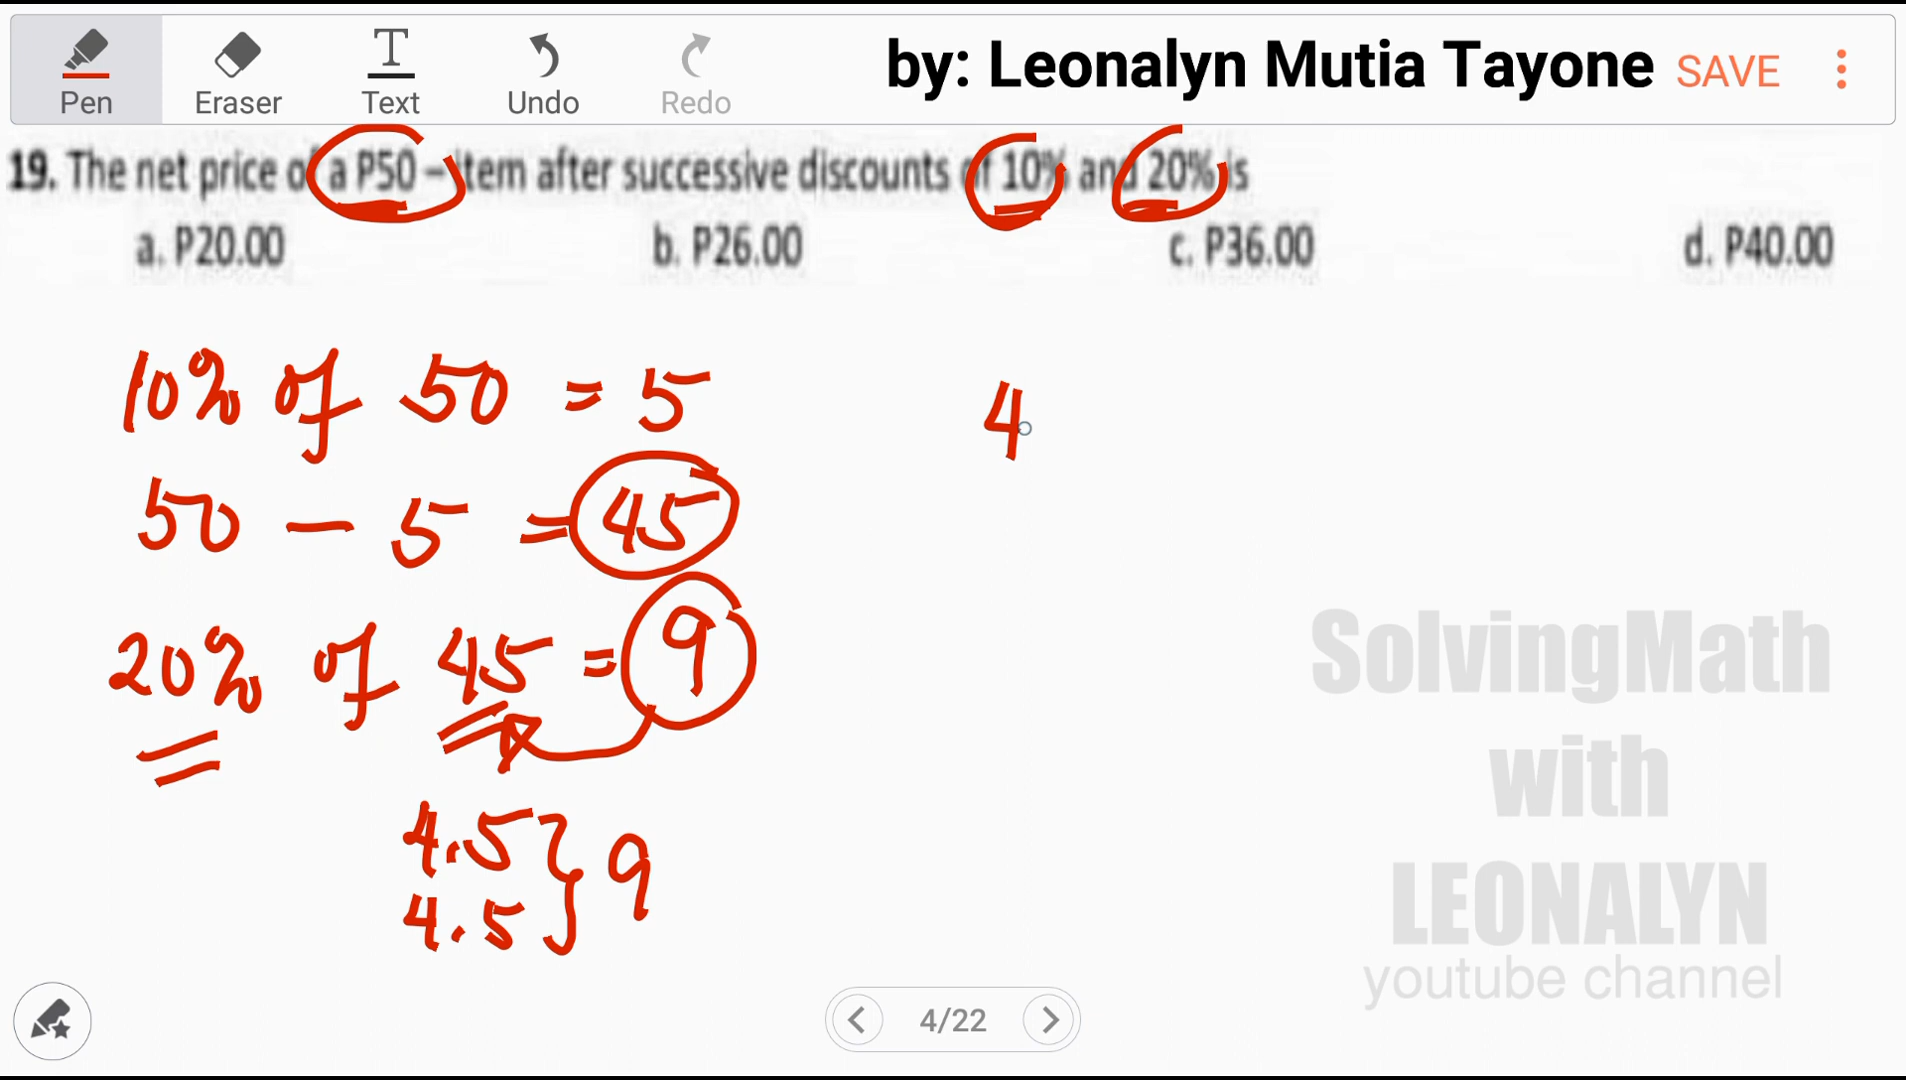 Pen Eraser Text Undo Redo by: Leonalyn Mutia Tayone SAVE
19. The net price of a P50 – item after successive discounts of 10% and 20% is
a. P20.00 b. P26.00 c. P36.00 d. P40.00
10% of 50 = 5
4
50 - 5 = 45
20% of 45 = 9
4.5
4.5
9
SolvingMath
with
LEONALYN
youtube channel
4/22